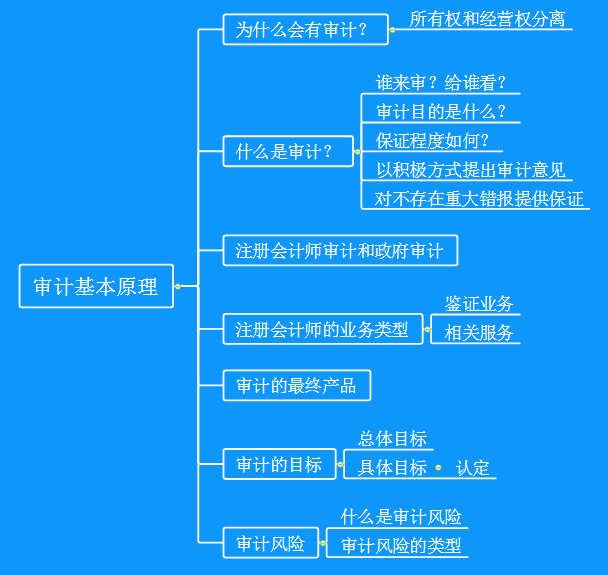 审计基本原理
为什么会有审计？
所有权和经营权分离
什么是审计？
谁来审？给谁看？
审计目的是什么？
保证程度如何？
以积极方式提出审计意见
对不存在重大错报提供保证
注册会计师审计和政府审计
注册会计师的业务类型
鉴证业务
相关服务
审计的最终产品
审计的目标
总体目标
具体目标
认定
审计风险
什么是审计风险
审计风险的类型